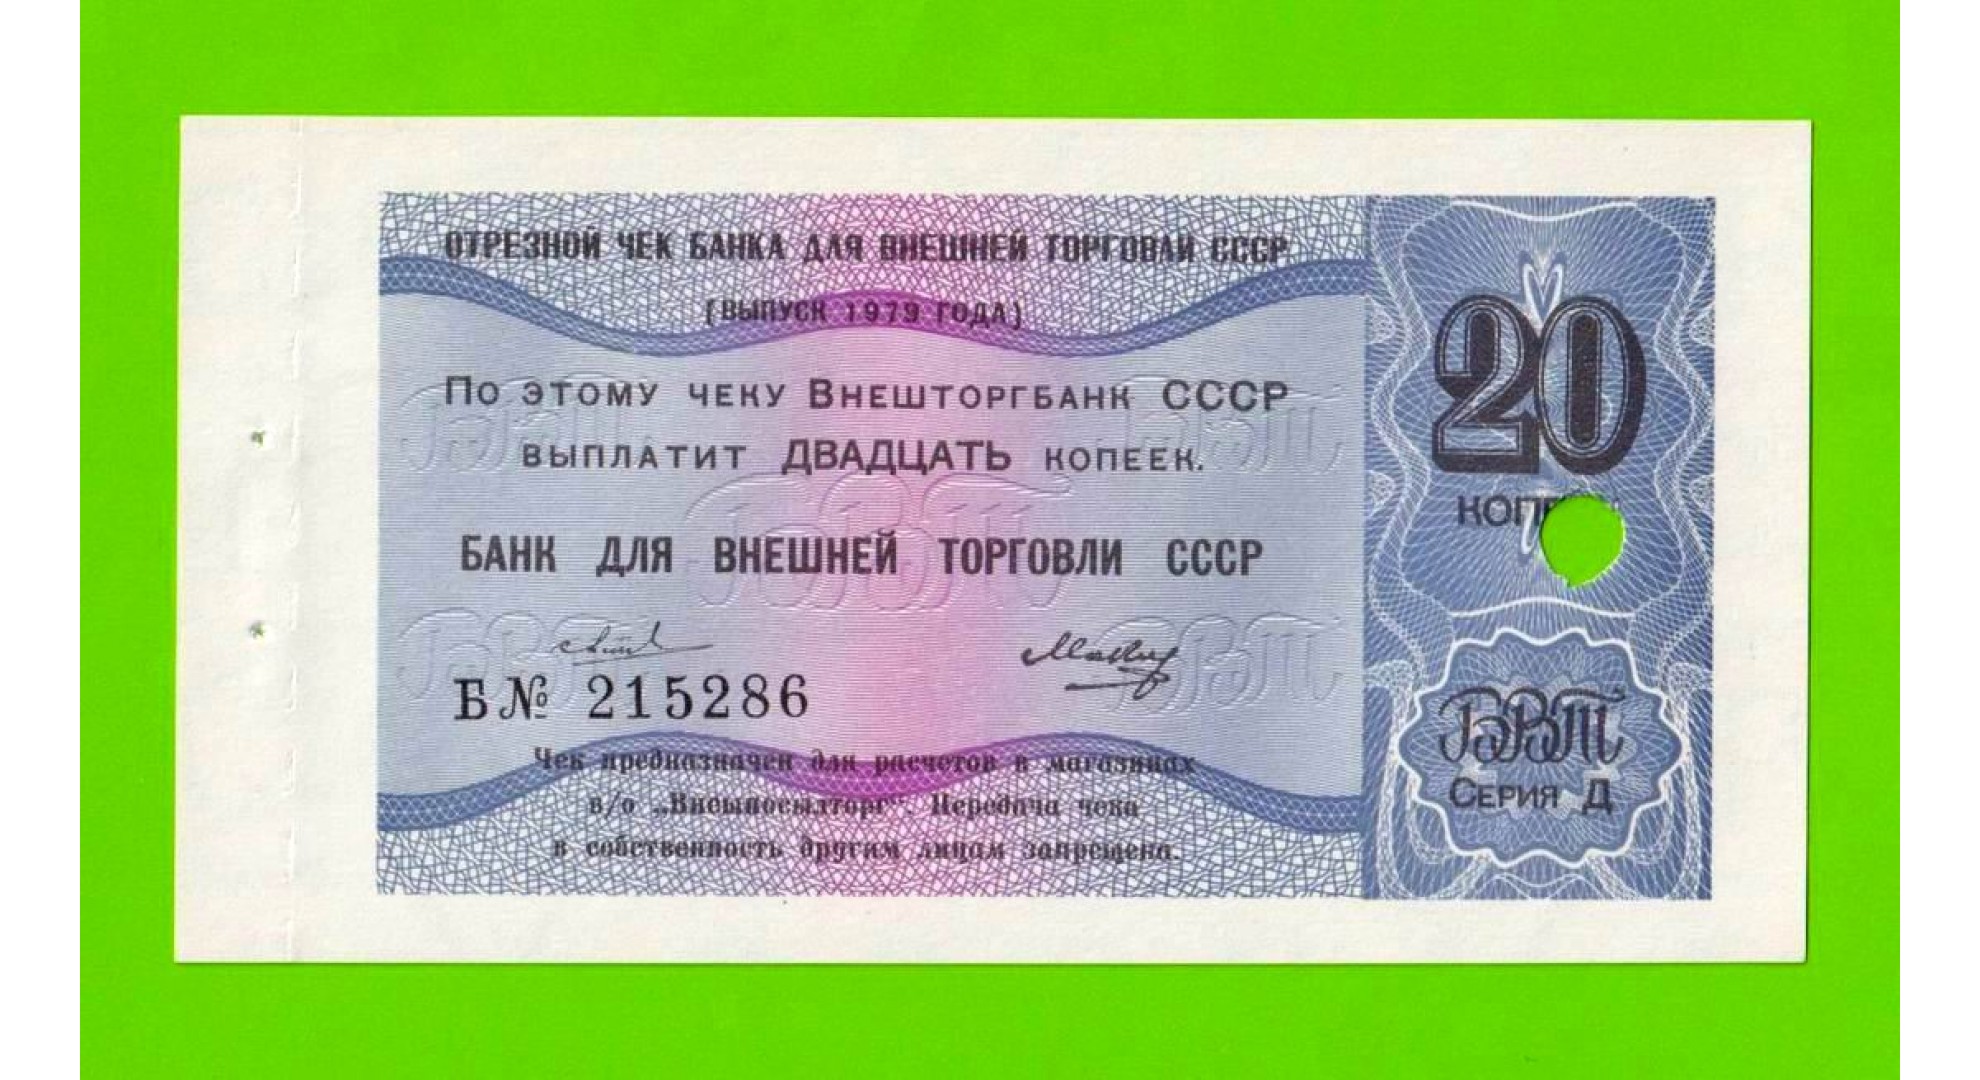 ОТРЕЗНОЙ ЧЕК БАНКА ДЛЯ ВНЕШНЕЙ ТОРГОВЛИ СССР
(ВЫПУСК 1979 ГОДА)
По этому чеку Внешторгбанк СССР
выплатит ДВАДЦАТЬ копеек.
БАНК ДЛЯ ВНЕШНЕЙ ТОРГОВЛИ СССР
Б № 215286
Чек предназначен для расчетов в магазинах
в/о „Внешпосылторг“. Передача чека
в собственность другим лицам запрещена.
20
БВТ
Серия Д